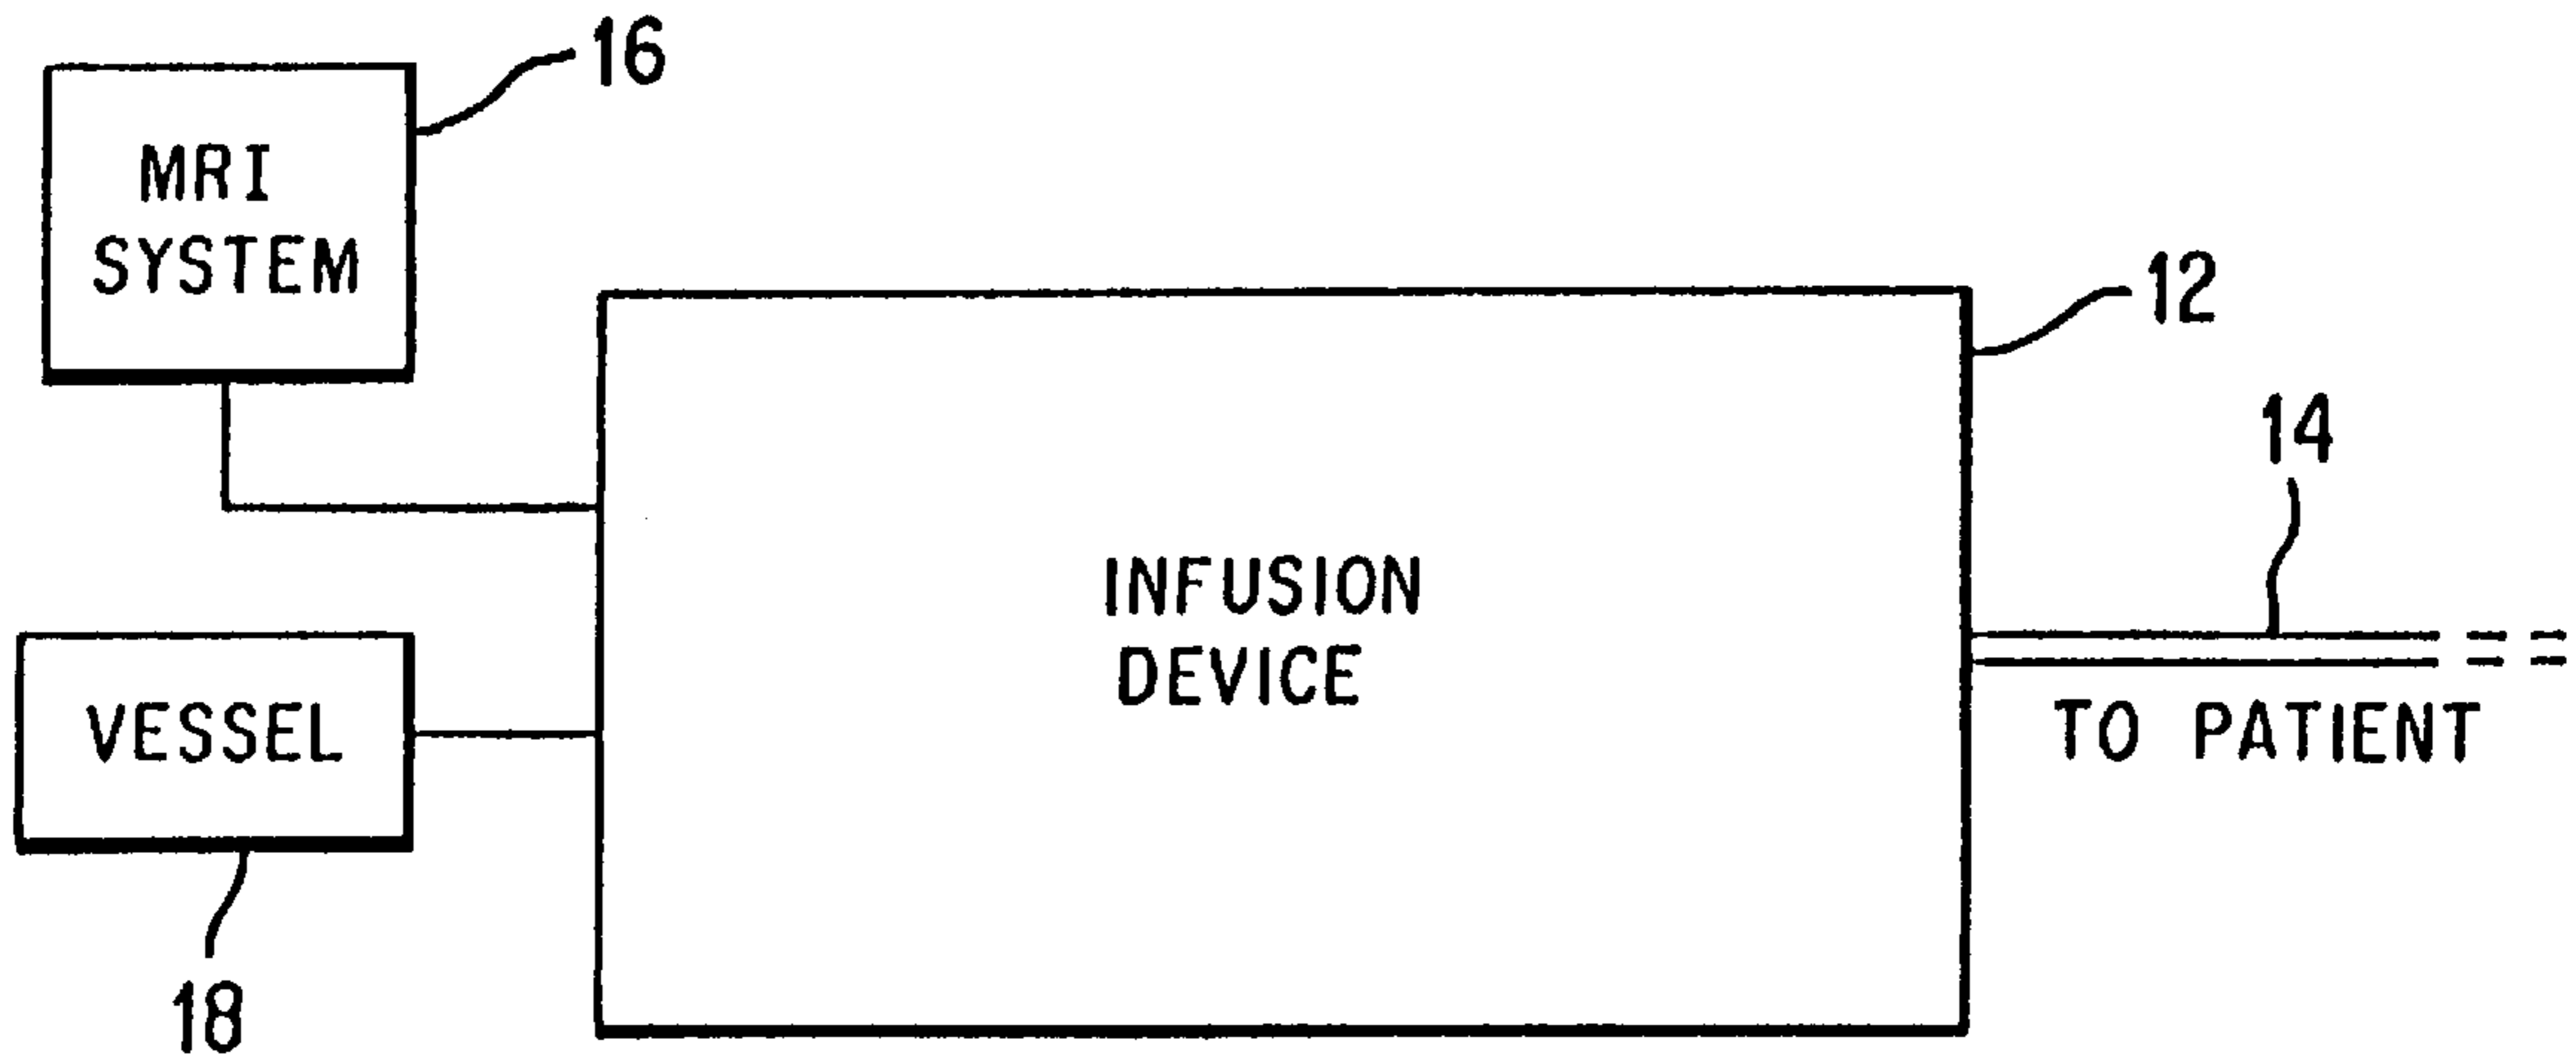 16
MRI
SYSTEM
12
14
INFUSION
DEVICE
VESSEL
TO PATIENT
18